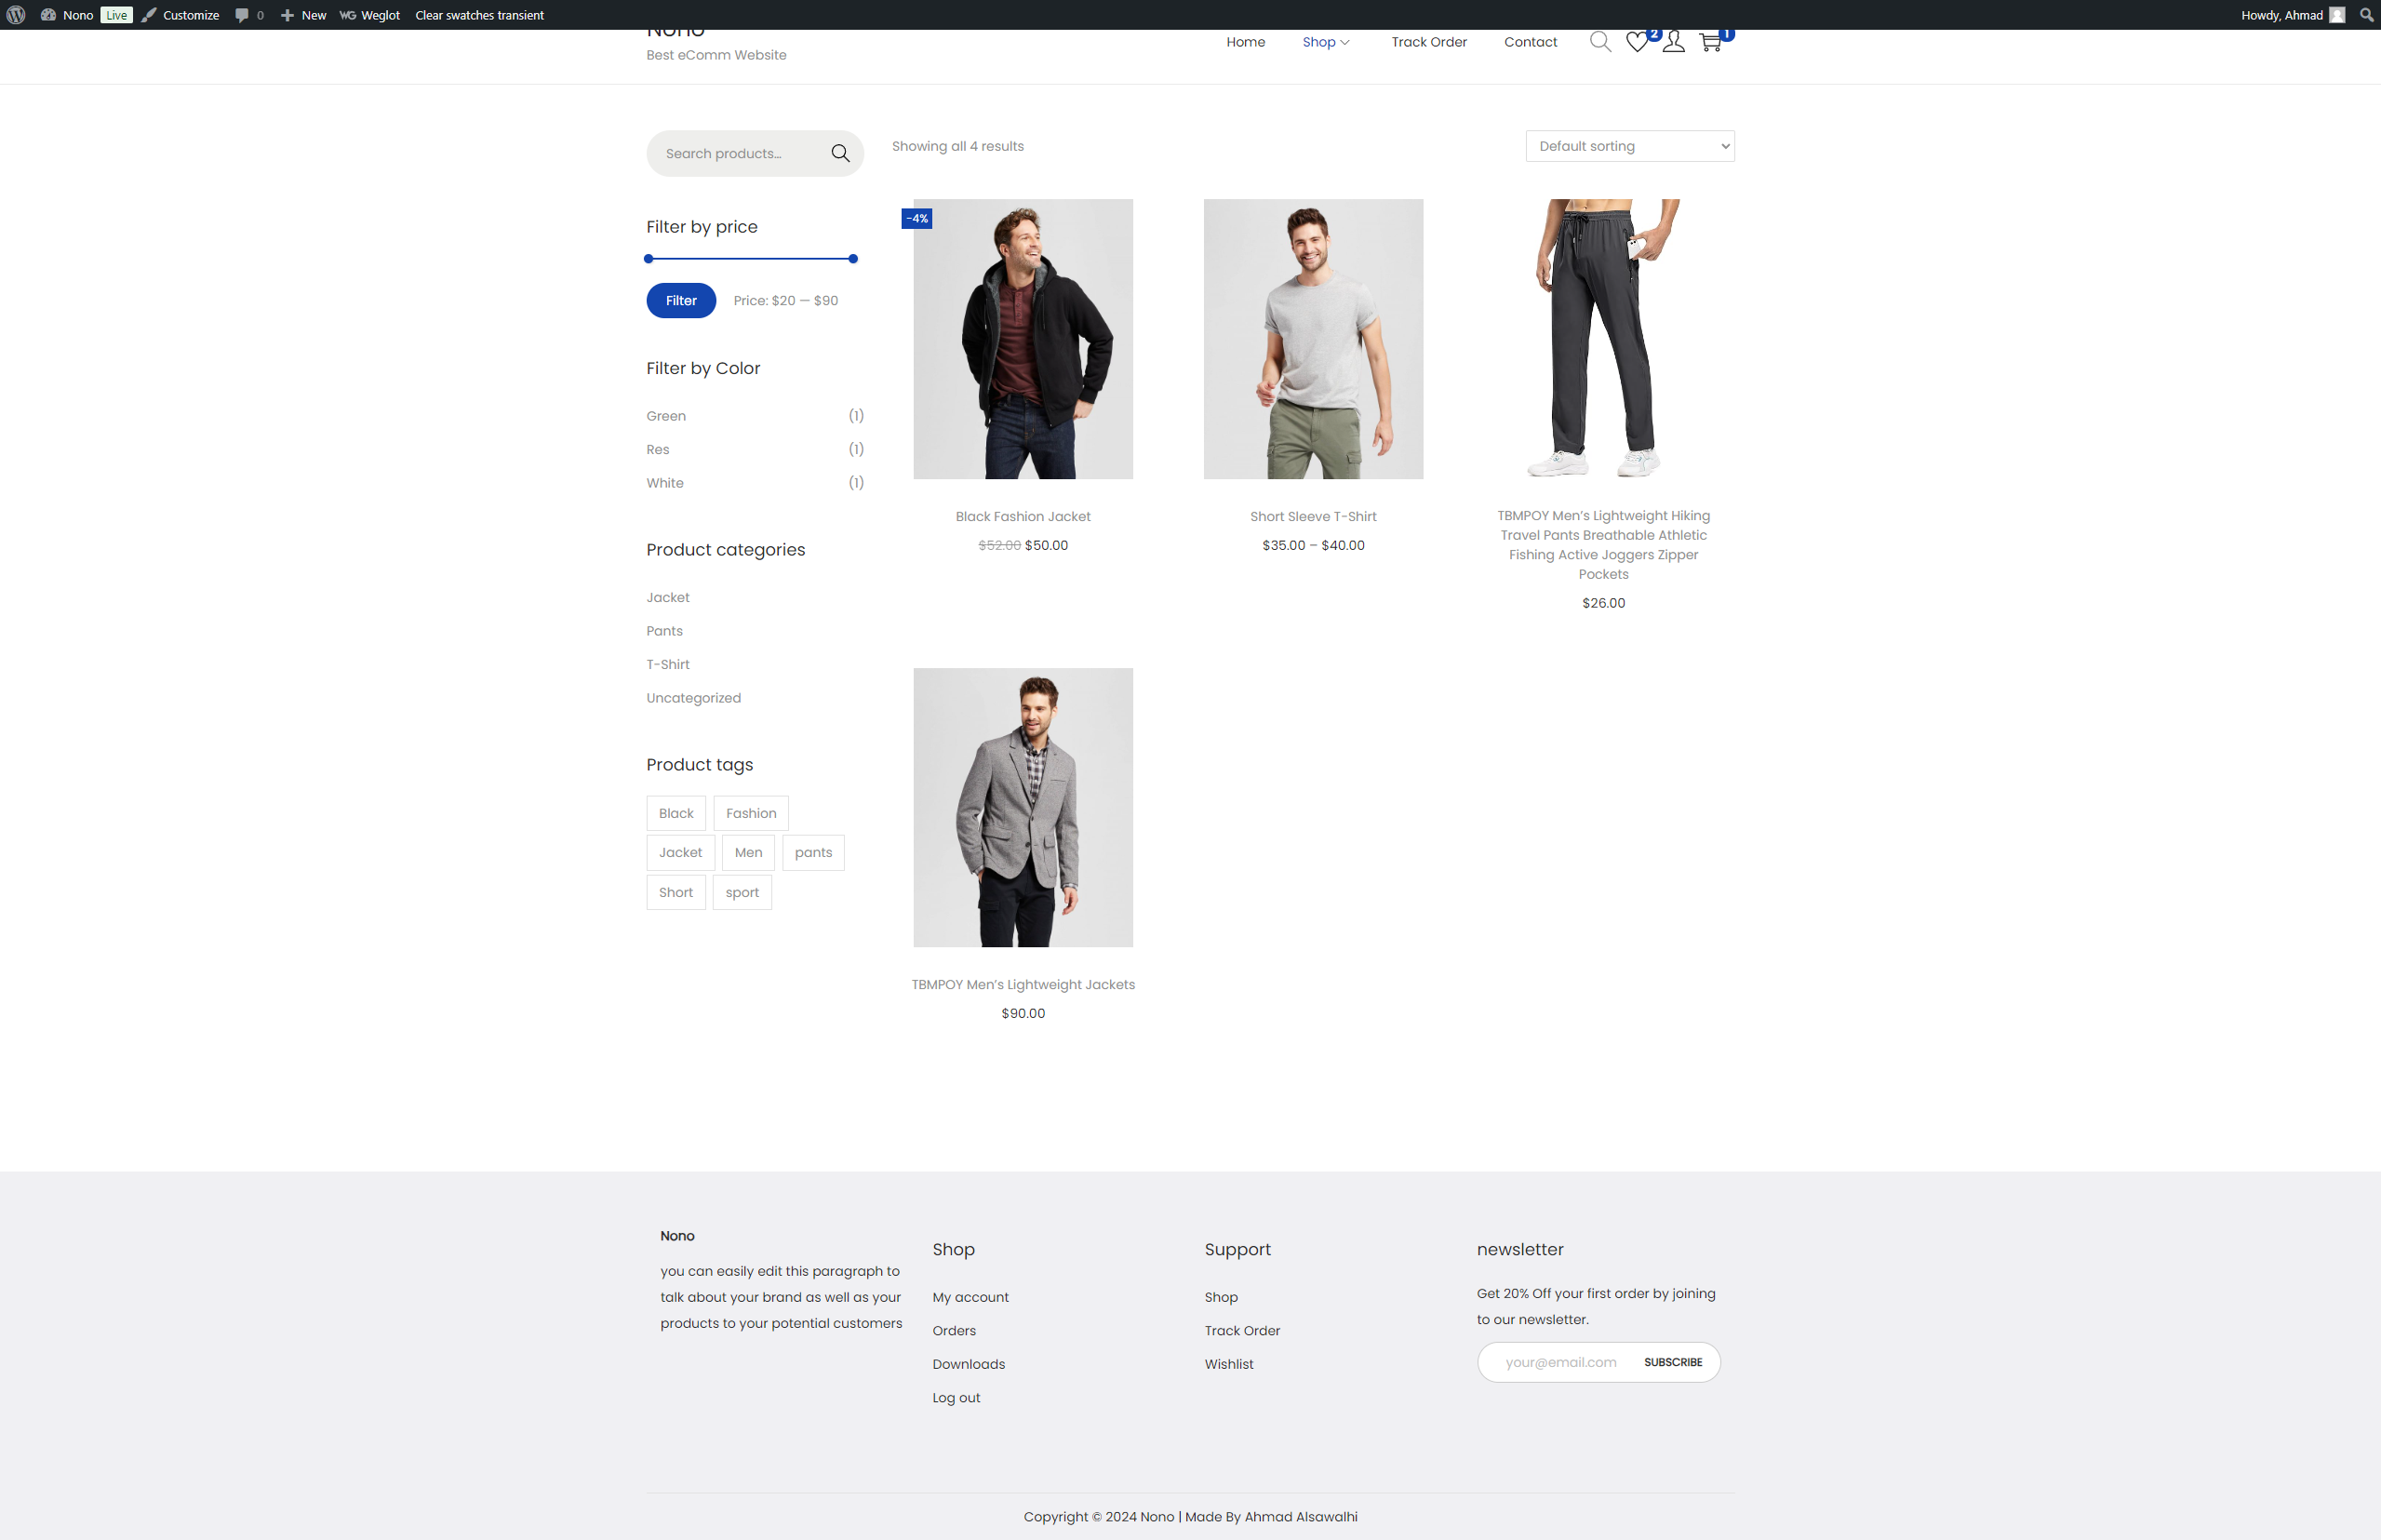 Nono Live Customize 0 New Weglot Clear swatches transient Howdy, Ahmad
Nono
Best eComm Website
Home Shop Track Order Contact 2 1
Search products…
Showing all 4 results
Default sorting
Filter by price
Filter Price: $20 — $90
Filter by Color
Green (1)
Res (1)
White (1)
Product categories
Jacket
Pants
T-Shirt
Uncategorized
Product tags
Black Fashion
Jacket Men pants
Short sport
-4%
Black Fashion Jacket
$52.00 $50.00
Short Sleeve T-Shirt
$35.00 – $40.00
TBMPOY Men’s Lightweight Hiking
Travel Pants Breathable Athletic
Fishing Active Joggers Zipper
Pockets
$26.00
TBMPOY Men’s Lightweight Jackets
$90.00
Nono
you can easily edit this paragraph to
talk about your brand as well as your
products to your potential customers
Shop
My account
Orders
Downloads
Log out
Support
Shop
Track Order
Wishlist
newsletter
Get 20% Off your first order by joining
to our newsletter.
your@email.com SUBSCRIBE
Copyright © 2024 Nono | Made By Ahmad Alsawalhi